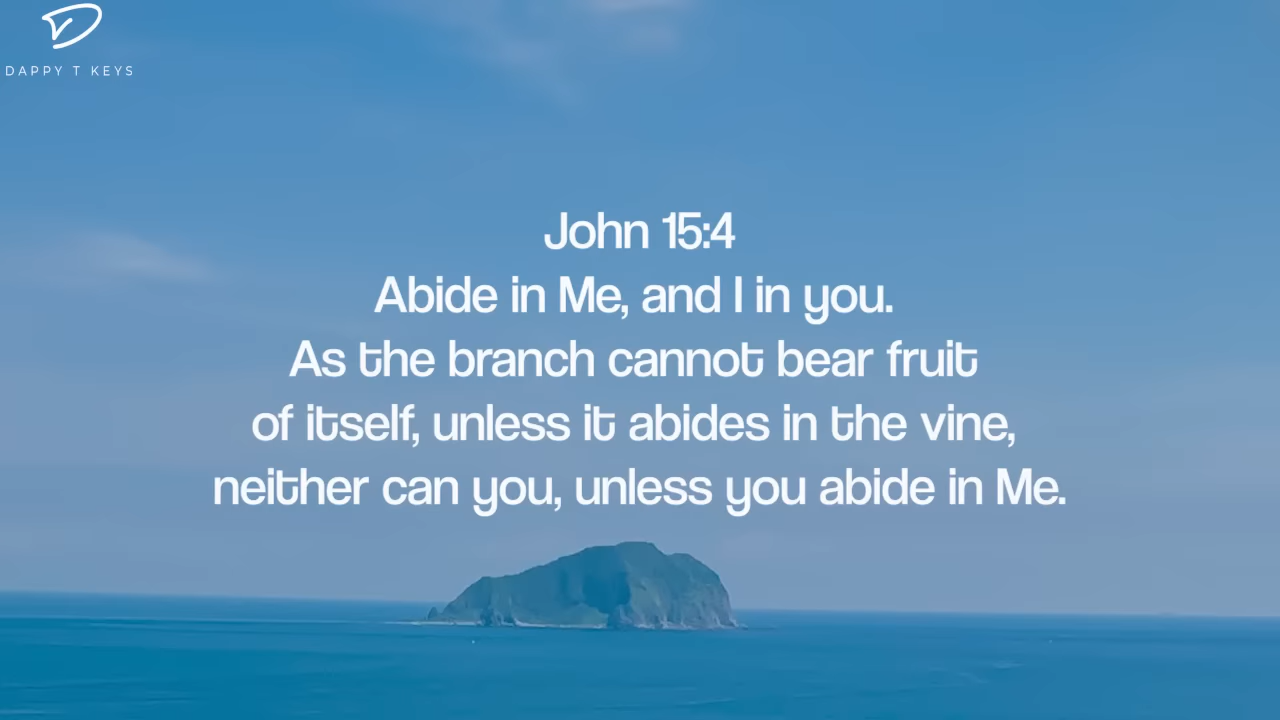 DAPPY T KEYS
John 15:4
Abide in Me, and I in you.
As the branch cannot bear fruit
of itself, unless it abides in the vine,
neither can you, unless you abide in Me.